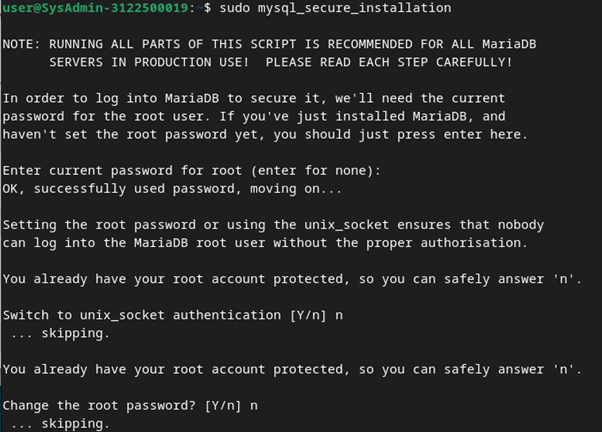 user@SysAdmin-3122500019:~$ sudo mysql_secure_installation
NOTE: RUNNING ALL PARTS OF THIS SCRIPT IS RECOMMENDED FOR ALL MariaDB
SERVERS IN PRODUCTION USE!  PLEASE READ EACH STEP CAREFULLY!
In order to log into MariaDB to secure it, we'll need the current
password for the root user. If you've just installed MariaDB, and
haven't set the root password yet, you should just press enter here.
Enter current password for root (enter for none):
OK, successfully used password, moving on...
Setting the root password or using the unix_socket ensures that nobody
can log into the MariaDB root user without the proper authorisation.
You already have your root account protected, so you can safely answer 'n'.
Switch to unix_socket authentication [Y/n] n
... skipping.
You already have your root account protected, so you can safely answer 'n'.
Change the root password? [Y/n] n
... skipping.